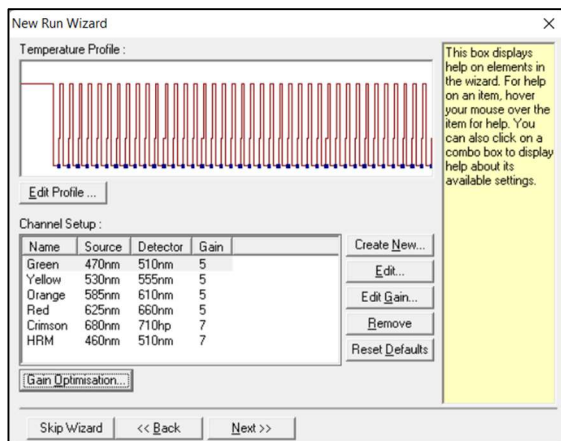 New Run Wizard
Temperature Profile :
Edit Profile ...
Channel Setup :
Name Source Detector Gain
Green 470nm 510nm 5
Yellow 530nm 555nm 5
Orange 585nm 610nm 5
Red 625nm 660nm 5
Crimson 680nm 710hp 7
HRM 460nm 510nm 7
Create New...
Edit...
Edit Gain...
Remove
Reset Defaults
Gain Optimisation...
Skip Wizard
<< Back
Next >>
This box displays
help on elements in
the wizard. For help
on an item, hover
your mouse over the
item for help. You
can also click on a
combo box to display
help about its
available settings.